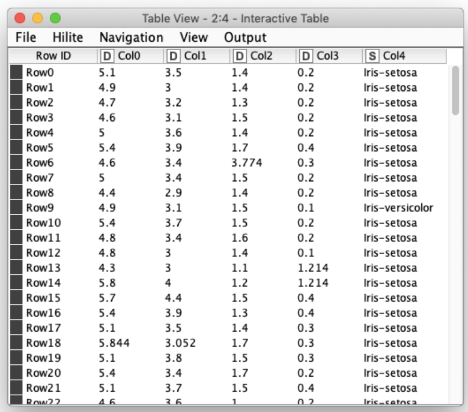 Table View - 2:4 - Interactive Table
File Hilite Navigation View Output
Row ID D Col0 D Col1 D Col2 D Col3 S Col4
Row0 5.1 3.5 1.4 0.2 Iris-setosa
Row1 4.9 3 1.4 0.2 Iris-setosa
Row2 4.7 3.2 1.3 0.2 Iris-setosa
Row3 4.6 3.1 1.5 0.2 Iris-setosa
Row4 5 3.6 1.4 0.2 Iris-setosa
Row5 5.4 3.9 1.7 0.4 Iris-setosa
Row6 4.6 3.4 3.774 0.3 Iris-setosa
Row7 5 3.4 1.5 0.2 Iris-setosa
Row8 4.4 2.9 1.4 0.2 Iris-setosa
Row9 4.9 3.1 1.5 0.1 Iris-versicolor
Row10 5.4 3.7 1.5 0.2 Iris-setosa
Row11 4.8 3.4 1.6 0.2 Iris-setosa
Row12 4.8 3 1.4 0.1 Iris-setosa
Row13 4.3 3 1.1 1.214 Iris-setosa
Row14 5.8 4 1.2 1.214 Iris-setosa
Row15 5.7 4.4 1.5 0.4 Iris-setosa
Row16 5.4 3.9 1.3 0.4 Iris-setosa
Row17 5.1 3.5 1.4 0.3 Iris-setosa
Row18 5.844 3.052 1.7 0.3 Iris-setosa
Row19 5.1 3.8 1.5 0.3 Iris-setosa
Row20 5.4 3.4 1.7 0.2 Iris-setosa
Row21 5.1 3.7 1.5 0.4 Iris-setosa
Row22 4.6 3.6 1 0.2 Iris-setosa